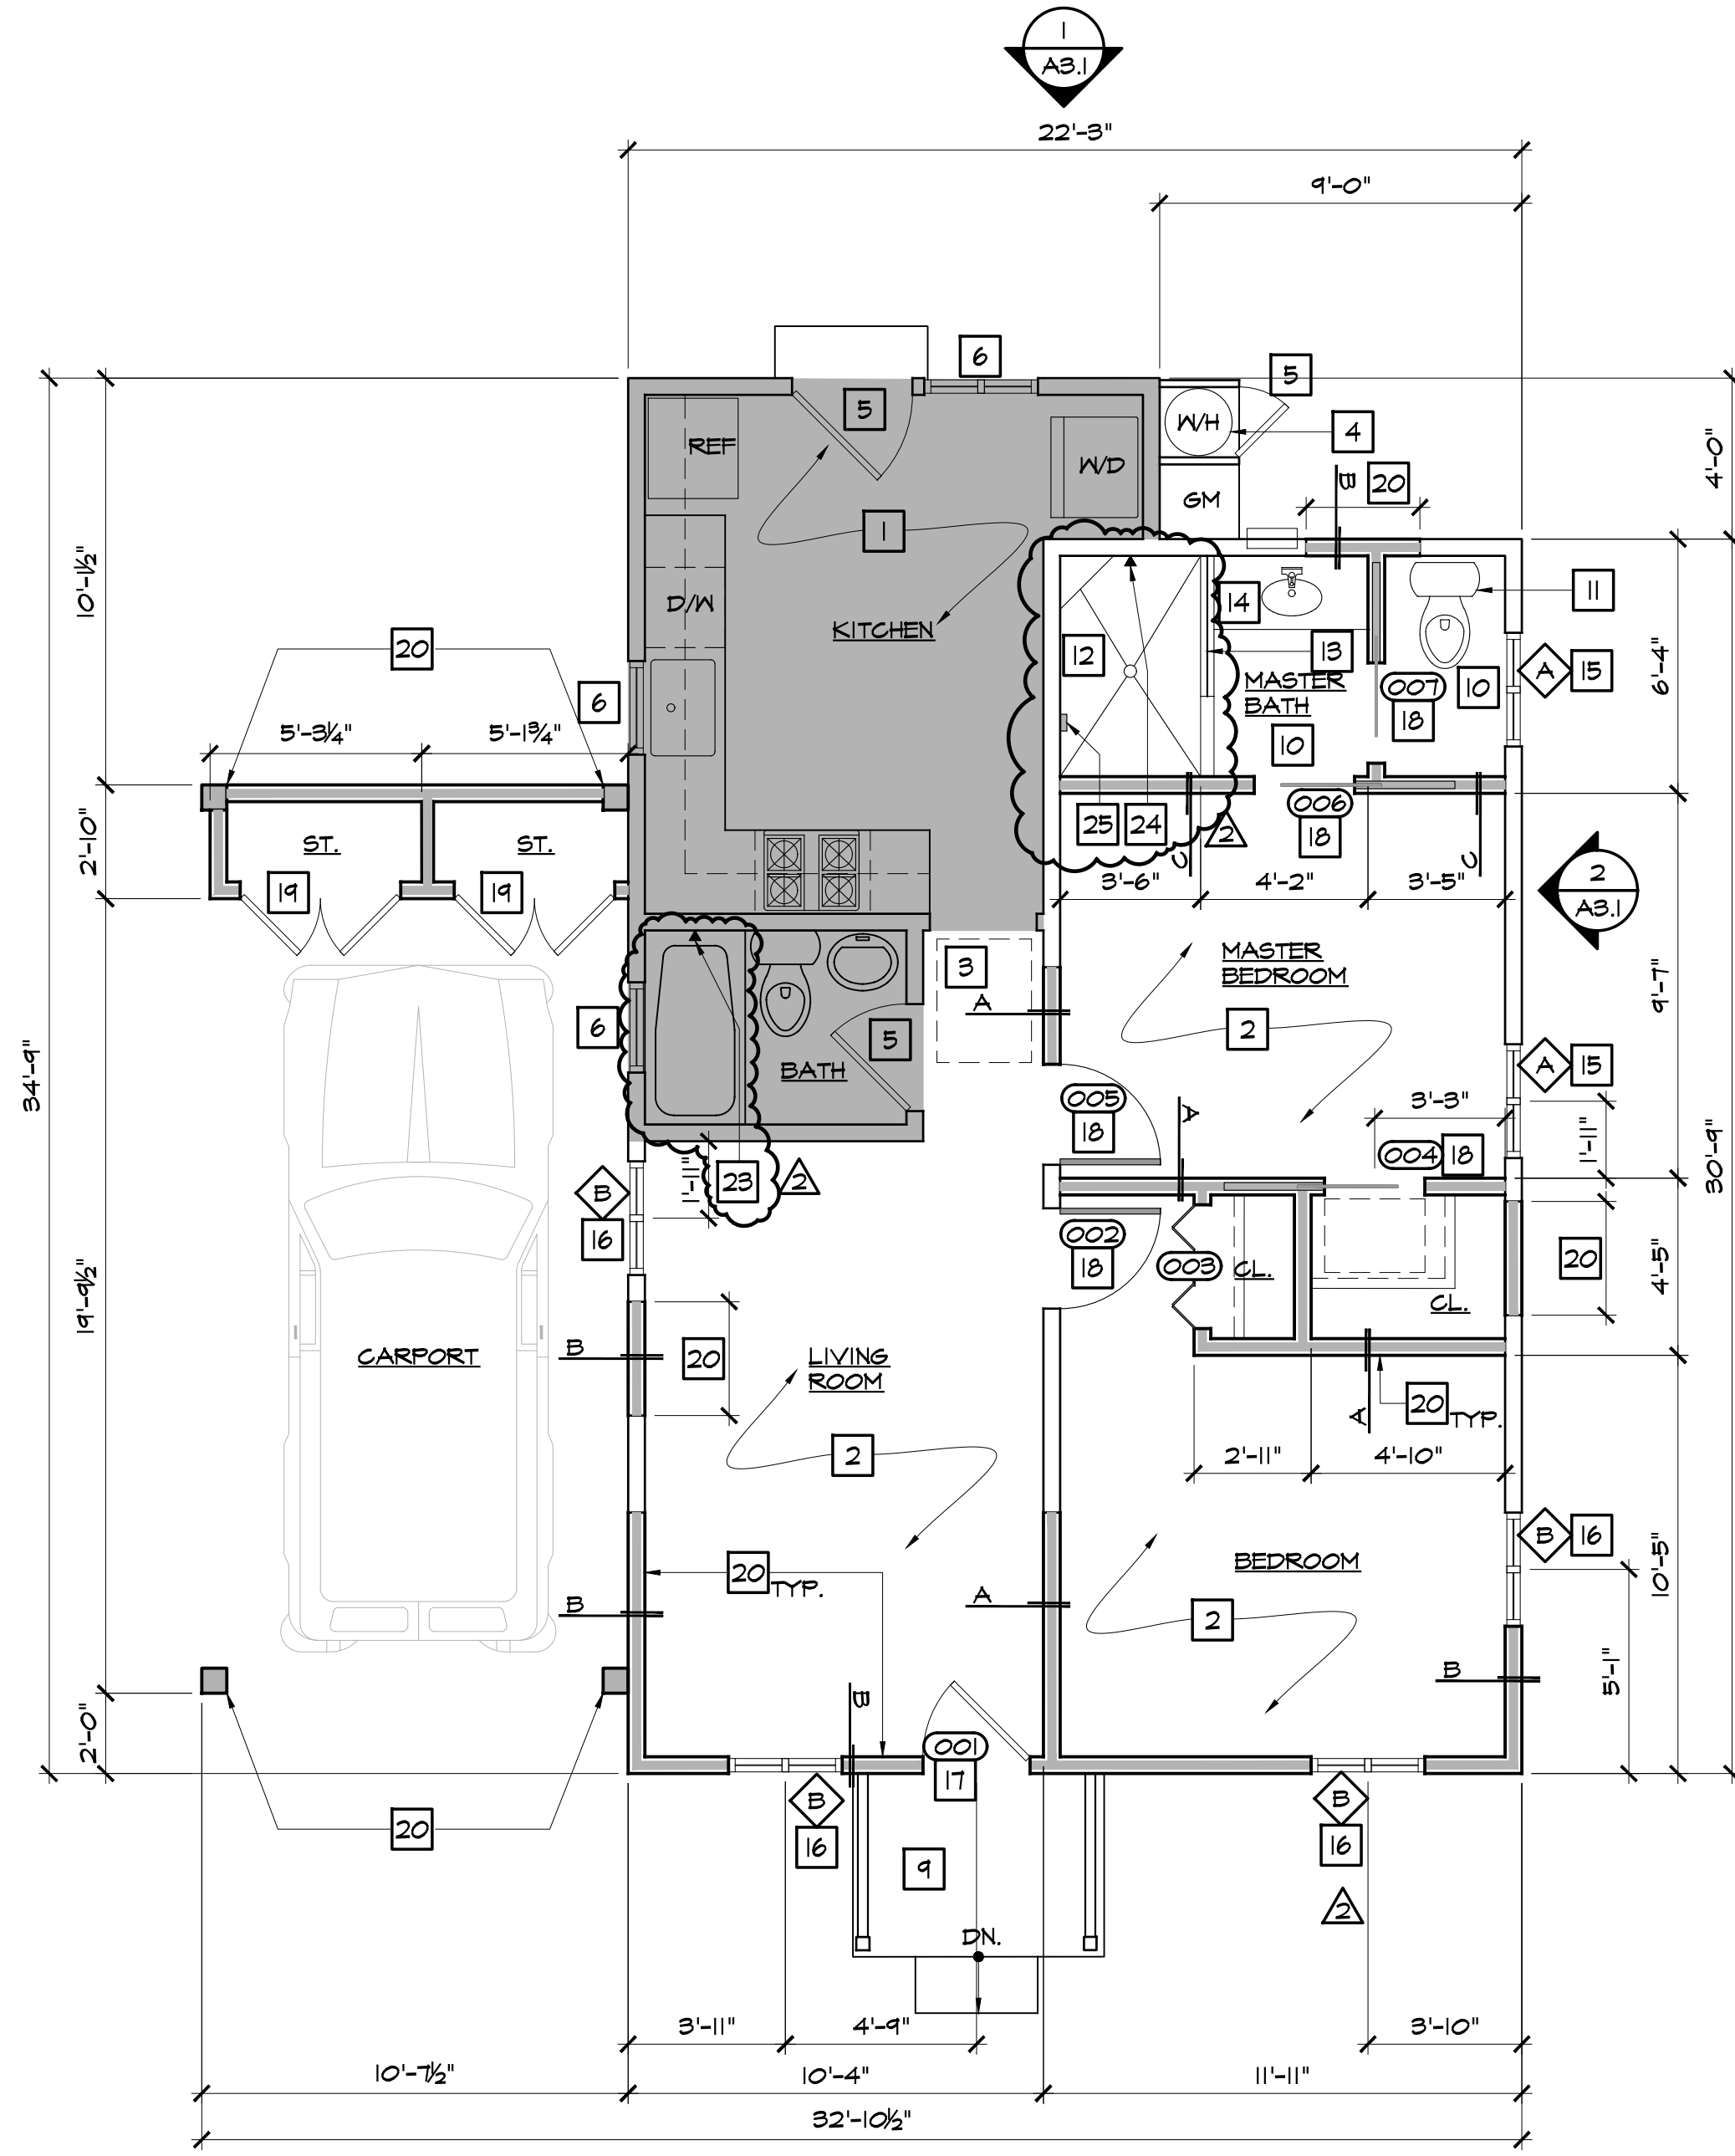 1
A3.1
22'-3"
9'-0"
6
5
5
REF
W/H
4
W/D
4'-0"
B
20
GM
1
10'-1½"
D/W
KITCHEN
14
11
20
12
13
6'-4"
MASTER
BATH
A
15
007
10
18
6
5'-3¼"
5'-1¾"
10
006
25
24
2
18
C
C
ST.
ST.
2'-10"
19
19
3'-6"
4'-2"
3'-5"
2
A3.1
3
MASTER
BEDROOM
A
9'-7"
6
5
2
34'-9"
BATH
A
15
005
18
A
3'-3"
1'-11"
004
18
30'-9"
1'-11"
23
2
B
16
002
18
003
CL.
CL.
20
4'-5"
19'-9½"
CARPORT
B
20
LIVING
ROOM
A
20
TYP.
2
2'-11"
4'-10"
BEDROOM
B
16
10'-5"
20
TYP.
A
B
2
B
5'-1"
B
2'-0"
001
17
B
16
B
16
20
9
2
DN.
3'-11"
4'-9"
3'-10"
10'-7½"
10'-4"
11'-11"
32'-10½"